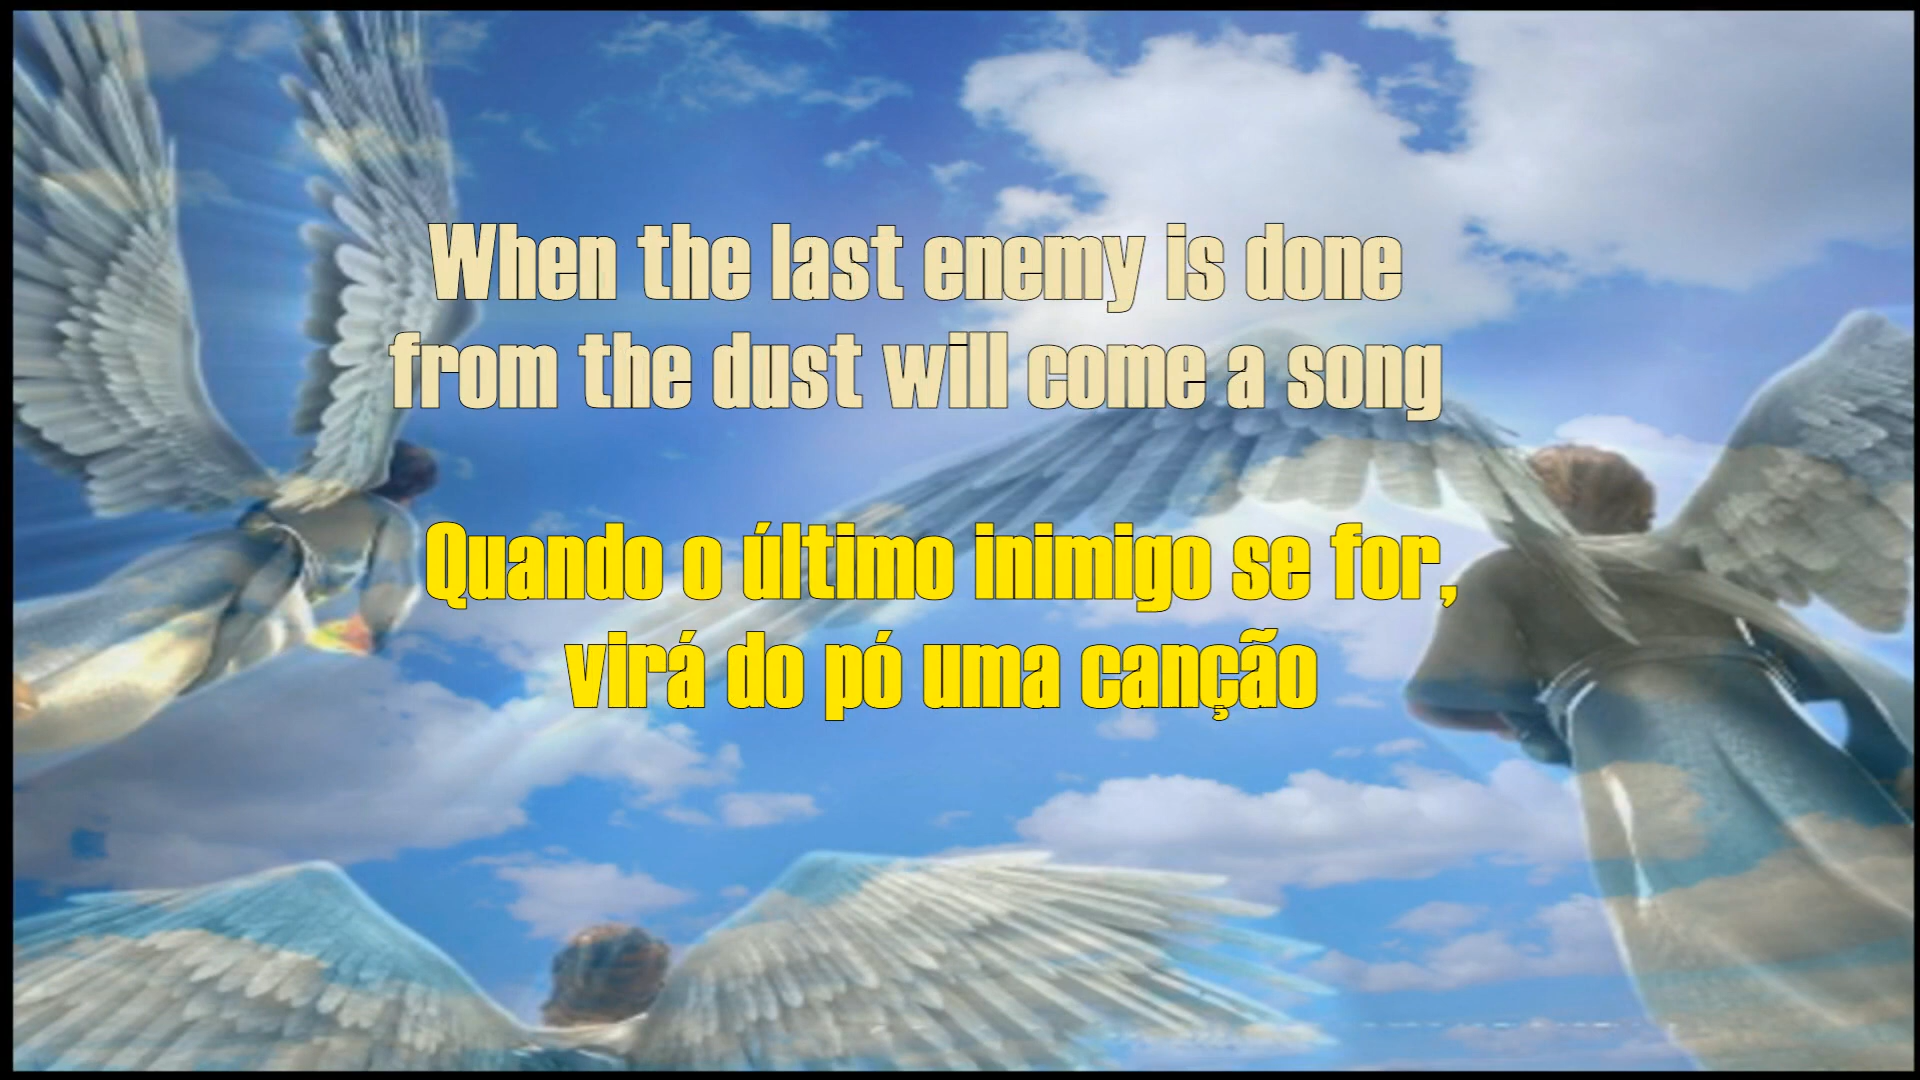 When the last enemy is done
from the dust will come a song
Quando o último inimigo se for,
virá do pó uma canção